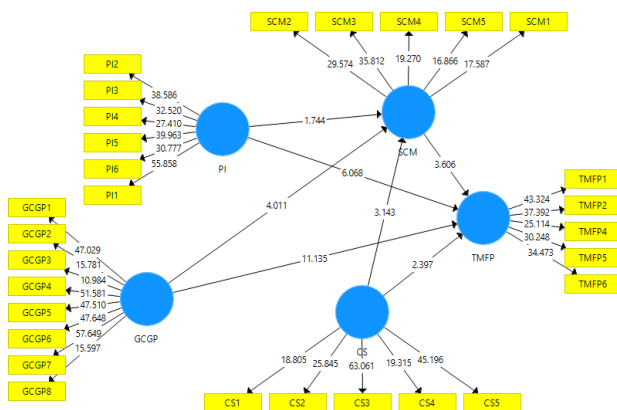 SCM2
SCM3
SCM4
SCM5
SCM1
29.574
35.812
19.270
16.866
17.587
PI2
PI3
PI4
PI5
PI6
PI1
38.586
32.520
27.410
39.963
30.777
55.858
PI
1.744
SCM
6.068
3.606
4.011
3.143
11.135
2.397
TMFP1
TMFP2
TMFP4
TMFP5
TMFP6
43.324
37.392
25.114
30.248
34.473
TMFP
GCGP1
GCGP2
GCGP3
GCGP4
GCGP5
GCGP6
GCGP7
GCGP8
47.029
15.781
10.984
51.581
47.510
47.648
57.649
15.597
GCGP
CS
18.805
25.845
63.061
19.315
45.196
CS1
CS2
CS3
CS4
CS5